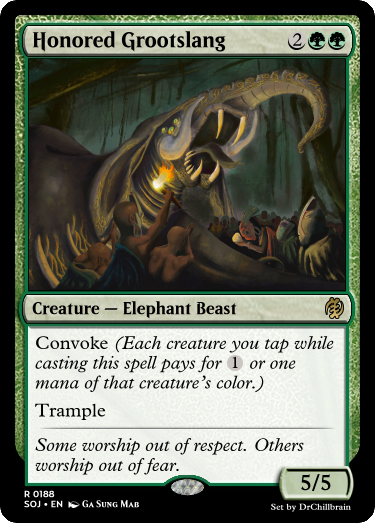 Honored Grootslang 2
Creature — Elephant Beast
Convoke (Each creature you tap while
casting this spell pays for 1 or one
mana of that creature's color.)
Trample
Some worship out of respect. Others
worship out of fear.
5/5
R 0188
SOJ • EN Ga Sung Mab
Set by DrChillbrain